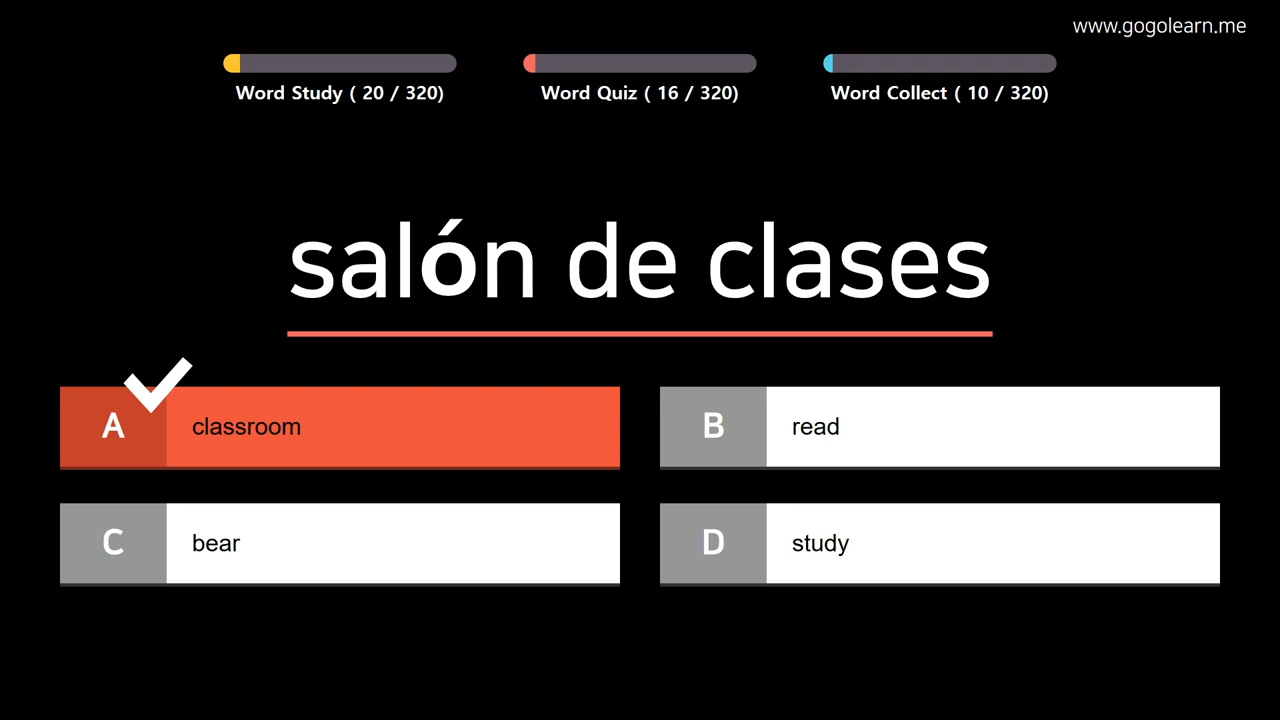 www.gogolearn.me
Word Study ( 20 / 320)
Word Quiz ( 16 / 320)
Word Collect ( 10 / 320)
salón de clases
A classroom
B read
C bear
D study